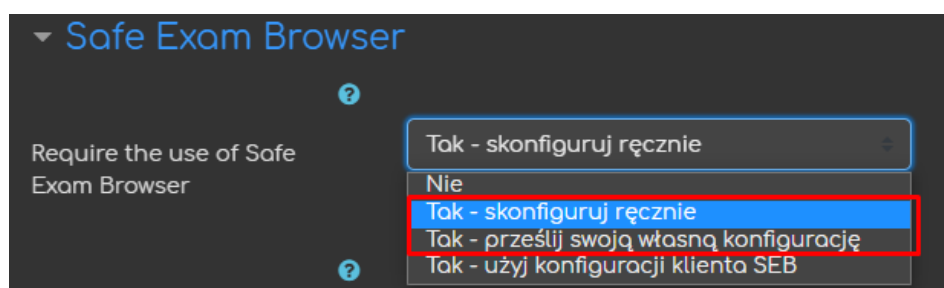 Safe Exam Browser
Require the use of Safe
Exam Browser
Tak - skonfiguruj ręcznie
Nie
Tak - skonfiguruj ręcznie
Tak - prześlij swoją własną konfigurację
Tak - użyj konfiguracji klienta SEB